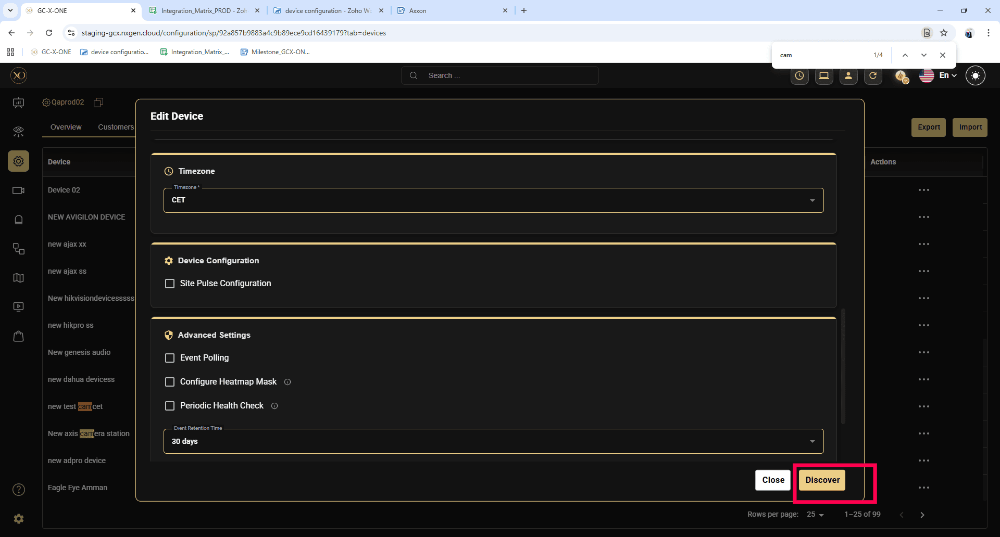 GC-X-ONE
Integration_Matrix_PROD - Zoh
device configuration - Zoho Wo
Axxon
staging-gcx.nxgen.cloud/configuration/sp/92a857b9883a4c9b89ece9cd16439179?tab=devices
GC-X-ONE
device configuratio...
Integration_Matrix_...
Milestone_GCX-ON...
cam
1/4
XO
Search ...
En
Qaprod02
Overview
Customers
Export
Import
Edit Device
Device
Actions
Timezone
Timezone *
CET
Device 02
NEW AVIGILON DEVICE
new ajax xx
new ajax ss
New hikvisiondevicesssss
new hikpro ss
New genesis audio
new dahua devicess
new test camcet
New axis camera station
new adpro device
Eagle Eye Amman
Device Configuration
Site Pulse Configuration
Advanced Settings
Event Polling
Configure Heatmap Mask
Periodic Health Check
Event Retention Time
30 days
Close
Discover
Rows per page:
25
1–25 of 99